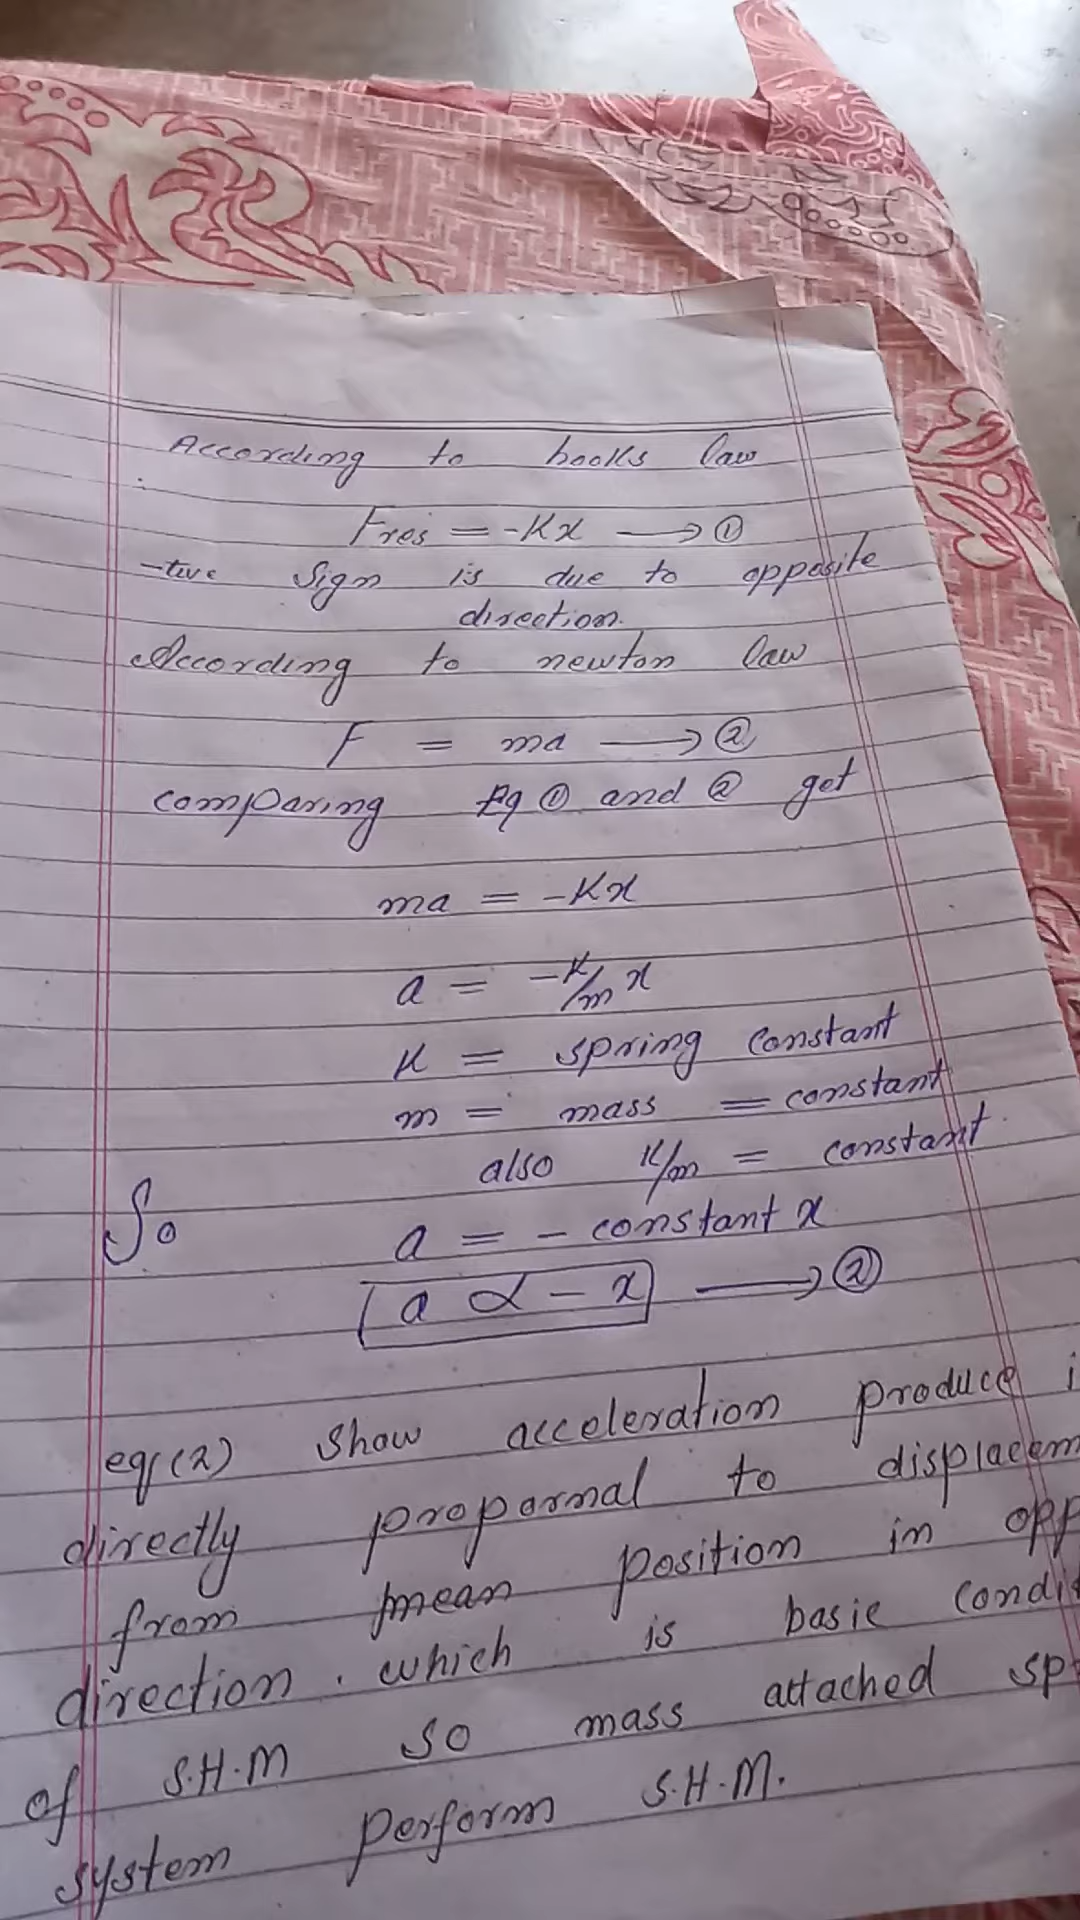 According to hooks law
Fres = -Kx ⟶ ①
-tive Sign is due to opposite
direction.
According to newton law
F = ma ⟶ ②
comparing Eq ① and ② get
ma = -Kx
a = -K/m x
K = spring constant
m = mass = constant
also K/m = constant
So a = - constant x
a α - x ⟶ ②
eq(2) show acceleration produce i
directly propormal to displacem
from mean position in opp
direction. which is basic condit
of S.H.M so mass attached sp
system perform S.H.M.